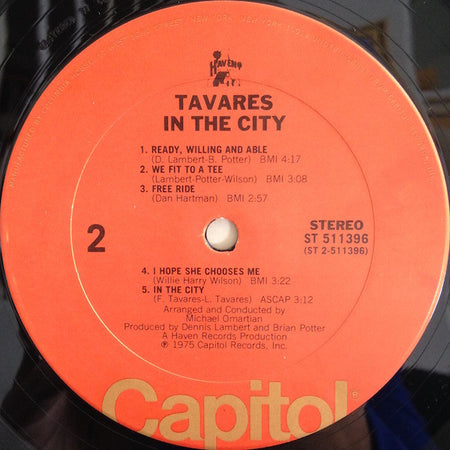 Haven
TAVARES
IN THE CITY
1. READY, WILLING AND ABLE
(D. Lambert-B. Potter) BMI 4:17
2. WE FIT TO A TEE
(Lambert-Potter-Wilson) BMI 3:08
3. FREE RIDE
(Dan Hartman) BMI 2:57
2
STEREO
ST 511396
(ST 2-511396)
4. I HOPE SHE CHOOSES ME
(Willie Harry Wilson) BMI 3:22
5. IN THE CITY
(F. Tavares-L. Tavares) ASCAP 3:12
Arranged and Conducted by
Michael Omartian
Produced by Dennis Lambert and Brian Potter
A Haven Records Production
℗ 1975 Capitol Records, Inc.
Capitol®